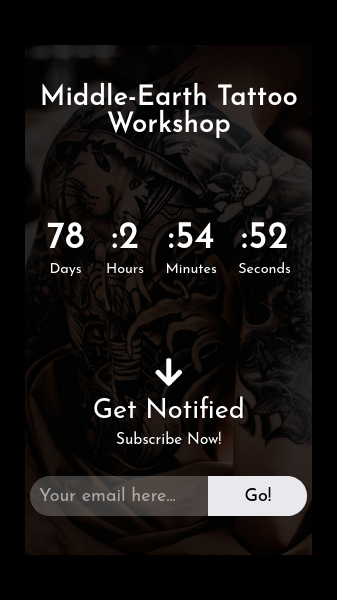 Middle-Earth Tattoo
Workshop
78 :2 :54 :52
Days Hours Minutes Seconds
Get Notified
Subscribe Now!
Your email here... Go!